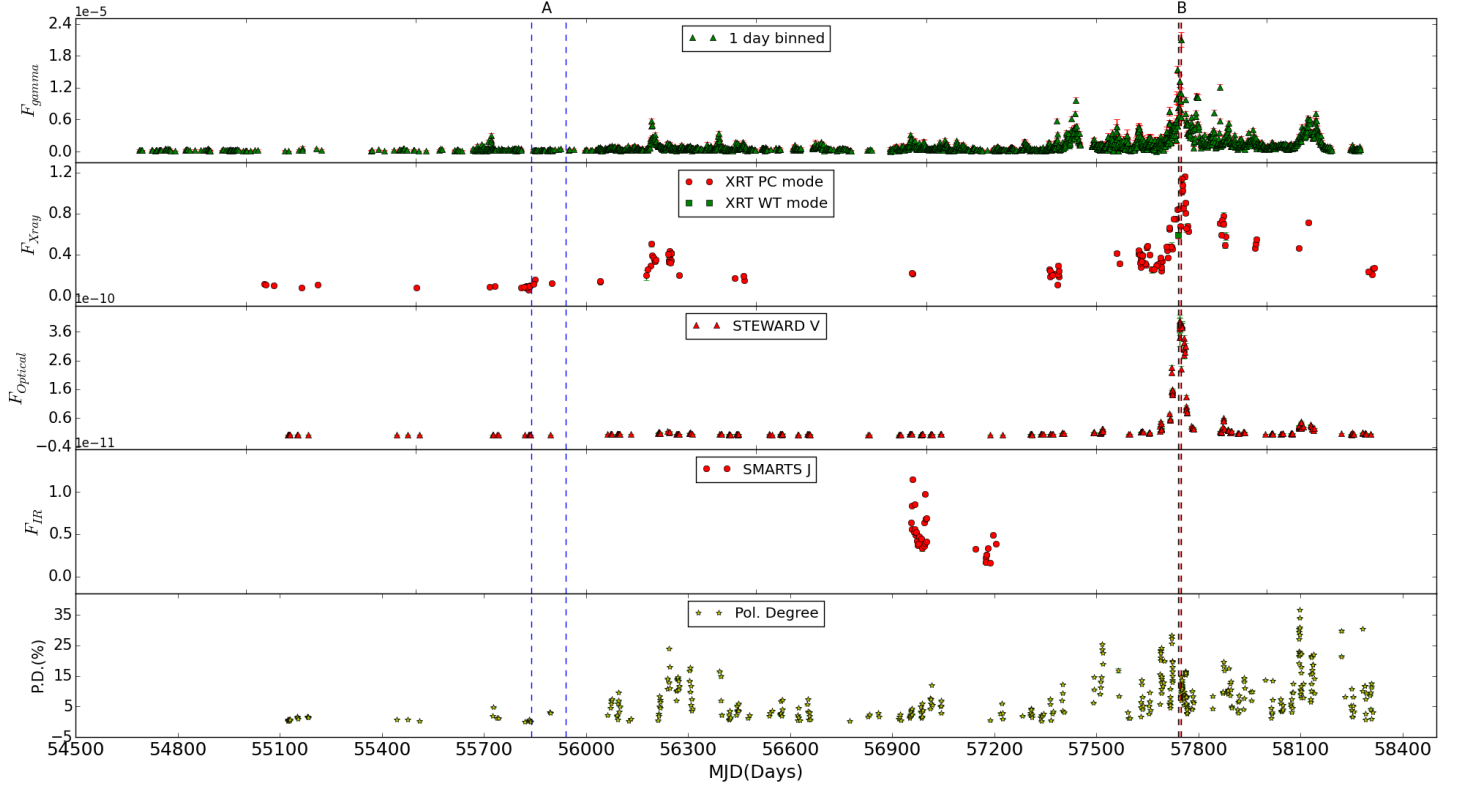 A B
1e−5
2.4
1.8
1.2
0.6
0.0
F_gamma
1 day binned
1.2
0.8
0.4
0.0
F_Xray
XRT PC mode
XRT WT mode
1e−10
3.6
2.6
1.6
0.6
−0.4
F_Optical
STEWARD V
1e−11
1.0
0.5
0.0
F_IR
SMARTS J
35
25
15
5
−5
P.D.(%)
Pol. Degree
54500 54800 55100 55400 55700 56000 56300 56600 56900 57200 57500 57800 58100 58400
MJD(Days)